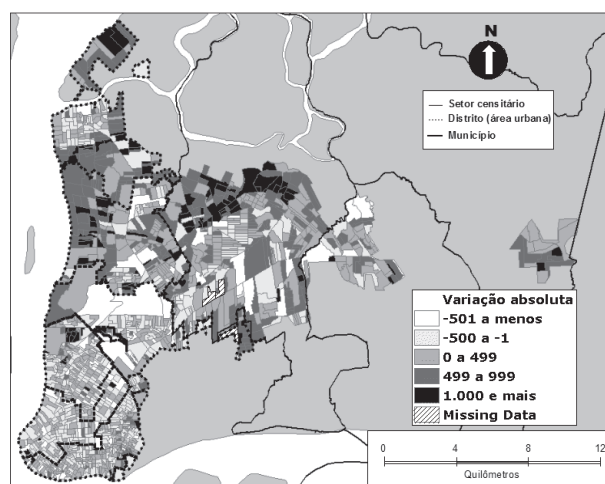 N
Setor censitário
Distrito (área urbana)
Município
Variação absoluta
-501 a menos
-500 a -1
0 a 499
499 a 999
1.000 e mais
Missing Data
0 4 8 12
Quilômetros